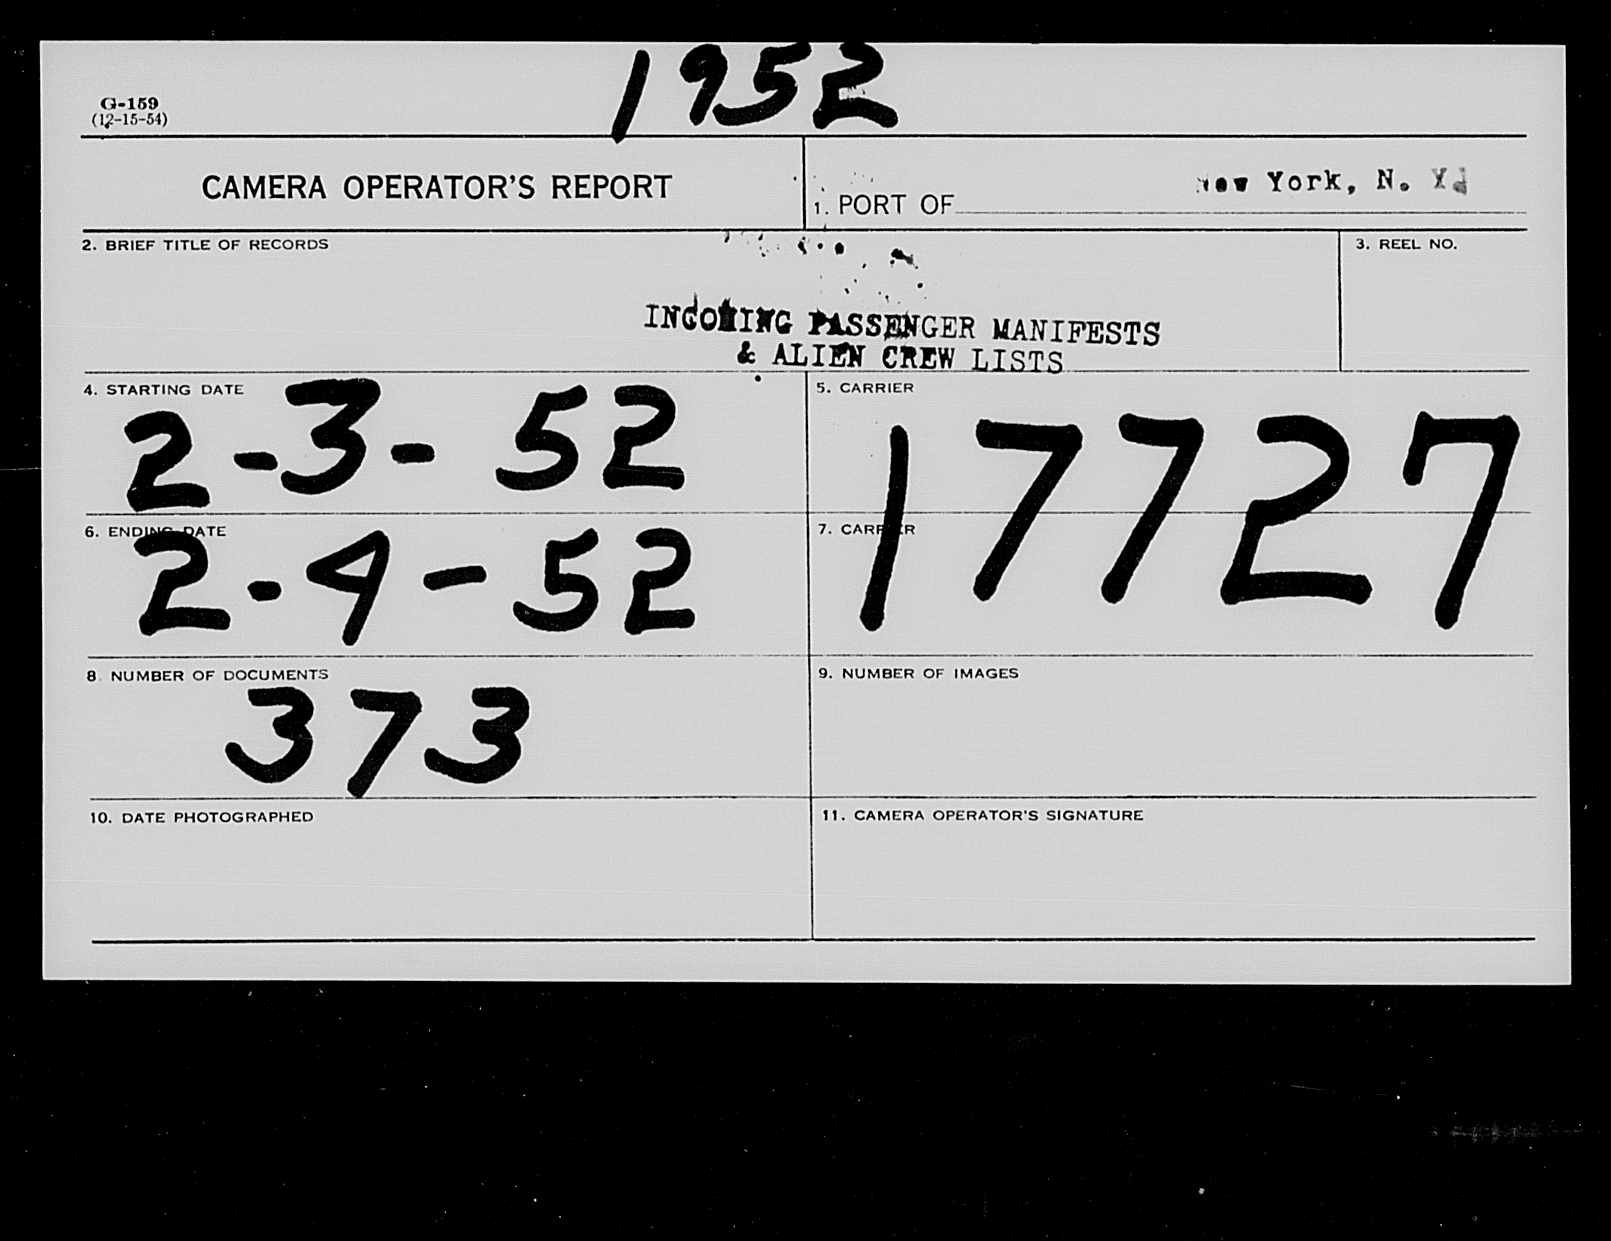 1952
G-159
(12-15-54)
CAMERA OPERATOR'S REPORT
1. PORT OF New York, N. Y.
2. BRIEF TITLE OF RECORDS
3. REEL NO.
INCOMING PASSENGER MANIFESTS
& ALIEN CREW LISTS
4. STARTING DATE
2-3-52
5. CARRIER
17727
6. ENDING DATE
2-4-52
7. CARRIER
8. NUMBER OF DOCUMENTS
373
9. NUMBER OF IMAGES
10. DATE PHOTOGRAPHED
11. CAMERA OPERATOR'S SIGNATURE